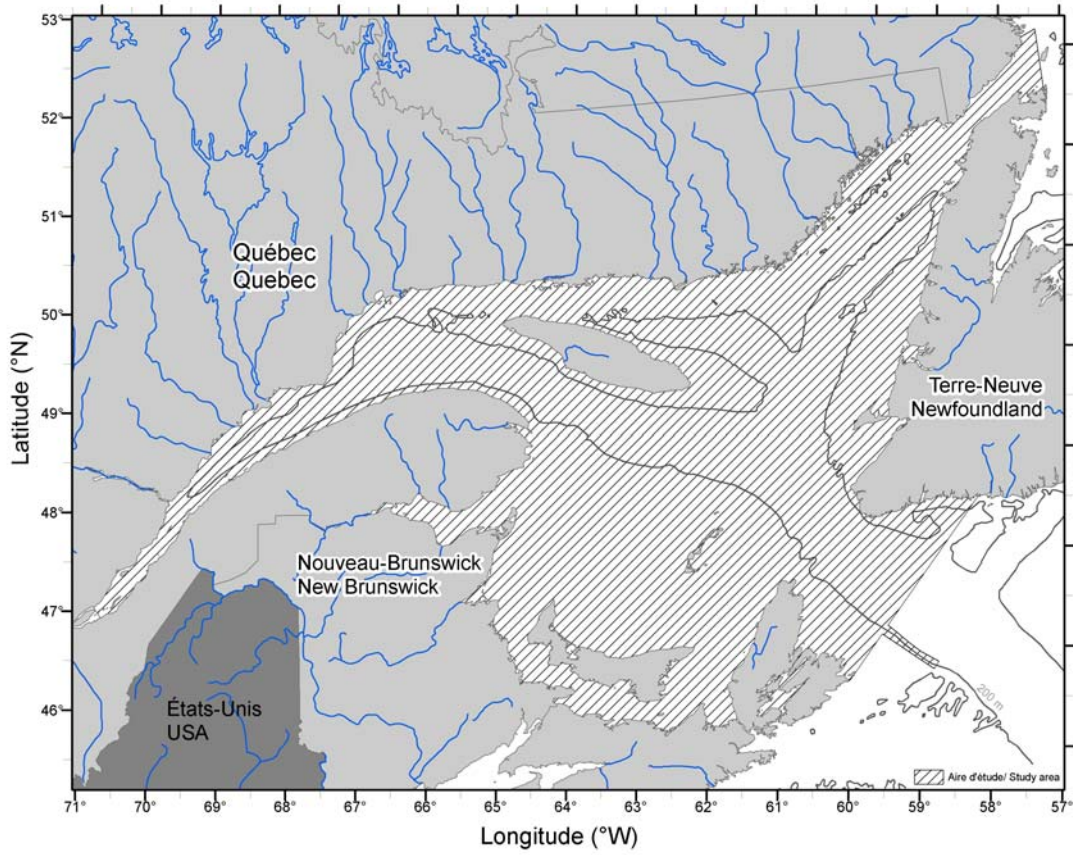 53°
52°
51°
50°
49°
48°
47°
46°
Latitude (°N)
Québec
Quebec
Terre-Neuve
Newfoundland
Nouveau-Brunswick
New Brunswick
États-Unis
USA
200 m
Aire d'étude/ Study area
71° 70° 69° 68° 67° 66° 65° 64° 63° 62° 61° 60° 59° 58° 57°
Longitude (°W)